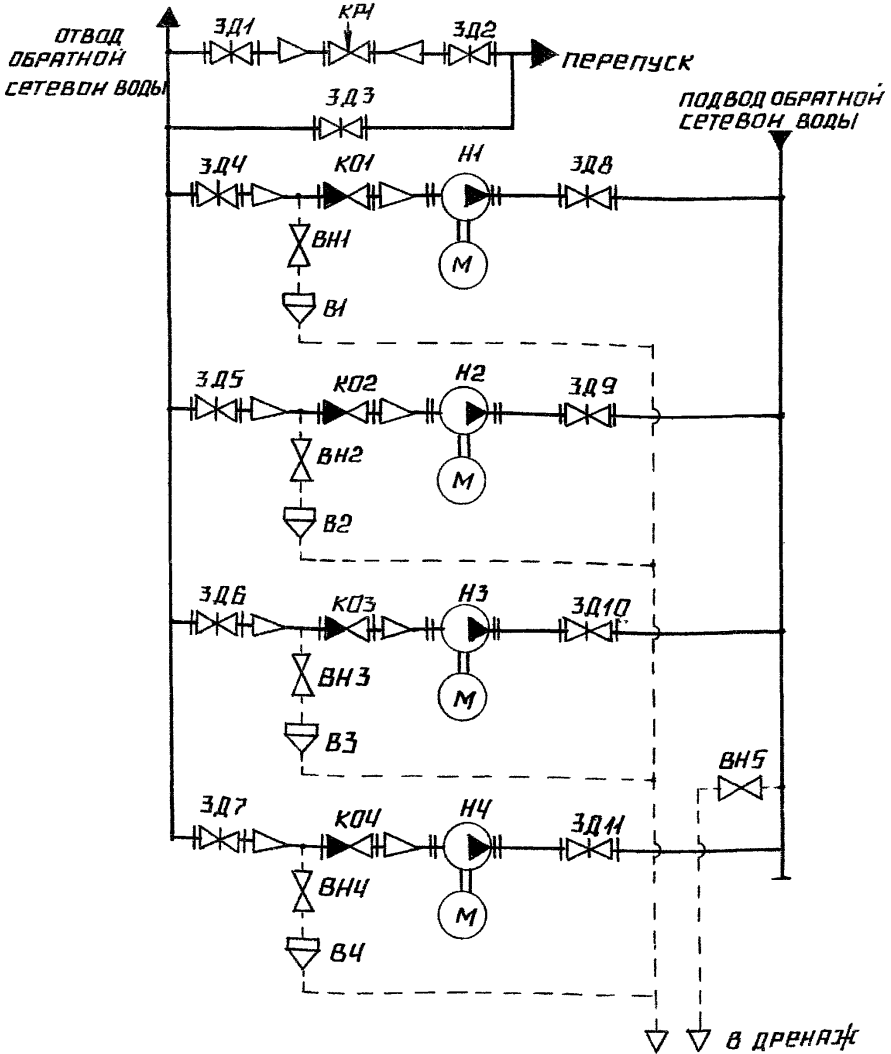 ОТВОД
ОБРАТНОЙ
СЕТЕВОЙ ВОДЫ
ЗД1
КР1
ЗД2
ПЕРЕПУСК
ЗД3
ПОДВОД ОБРАТНОЙ
СЕТЕВОЙ ВОДЫ
ЗД4
КО1
Н1
ЗД8
ВН1
М
В1
ЗД5
КО2
Н2
ЗД9
ВН2
М
В2
ЗД6
КО3
Н3
ЗД10
ВН3
М
В3
ВН5
ЗД7
КО4
Н4
ЗД11
ВН4
М
В4
В ДРЕНАЖ